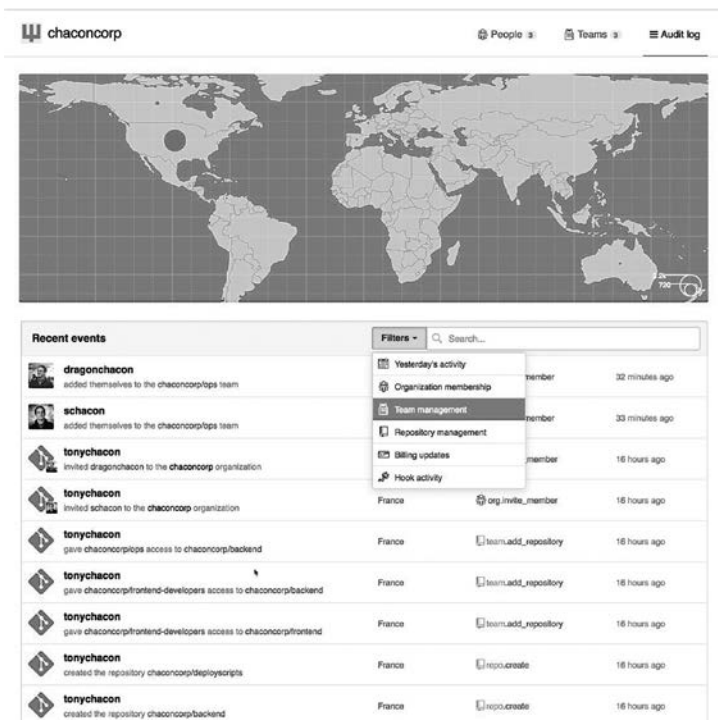 chaconcorp
People 3
Teams 3
Audit log
720
Recent events
Filters
Search...
Yesterday's activity
Organization membership
Team management
Repository management
Billing updates
Hook activity
dragonchacon
added themselves to the chaconcorp/ops team
member
32 minutes ago
schacon
added themselves to the chaconcorp/ops team
member
33 minutes ago
tonychacon
invited dragonchacon to the chaconcorp organization
_member
16 hours ago
tonychacon
invited schacon to the chaconcorp organization
France
org.invite_member
16 hours ago
tonychacon
gave chaconcorp/ops access to chaconcorp/backend
France
team.add_repository
16 hours ago
tonychacon
gave chaconcorp/frontend-developers access to chaconcorp/backend
France
team.add_repository
16 hours ago
tonychacon
gave chaconcorp/frontend-developers access to chaconcorp/frontend
France
team.add_repository
16 hours ago
tonychacon
created the repository chaconcorp/deployscripts
France
repo.create
16 hours ago
tonychacon
created the repository chaconcorp/backend
France
repo.create
16 hours ago